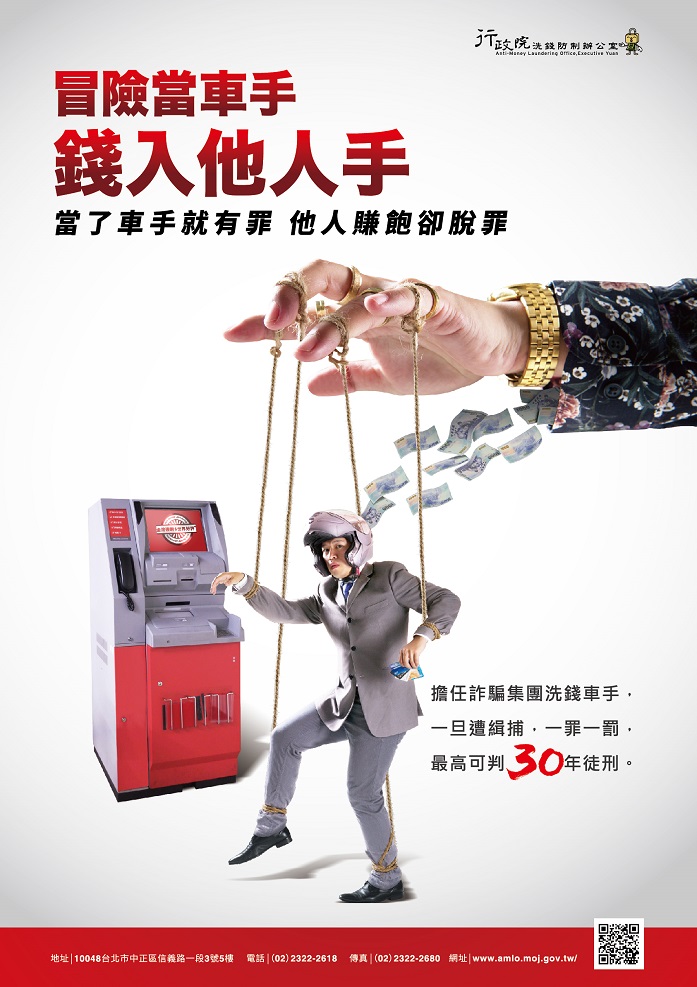 行政院洗錢防制辦公室
Anti-Money Laundering Office,Executive Yuan
冒險當車手
錢入他人手
當了車手就有罪 他人賺飽卻脫罪
擔任詐騙集團洗錢車手，
一旦遭緝捕，一罪一罰，
最高可判30年徒刑。
地址│10048台北市中正區信義路一段3號5樓 電話│(02)2322-2618 傳真│(02)2322-2680 網址│www.amlo.moj.gov.tw/